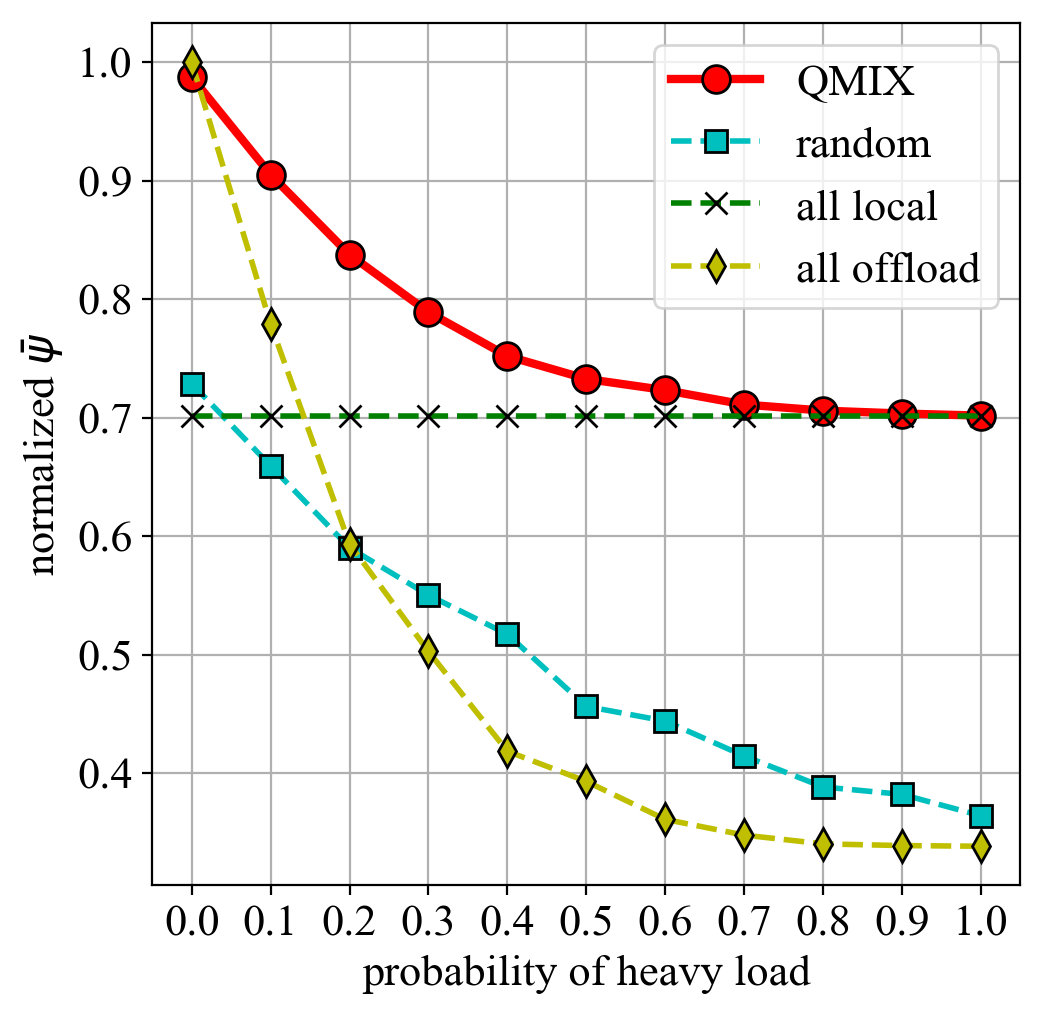 1.0
0.9
0.8
0.7
0.6
0.5
0.4
normalized ψ̄
QMIX
random
all local
all offload
0.0 0.1 0.2 0.3 0.4 0.5 0.6 0.7 0.8 0.9 1.0
probability of heavy load